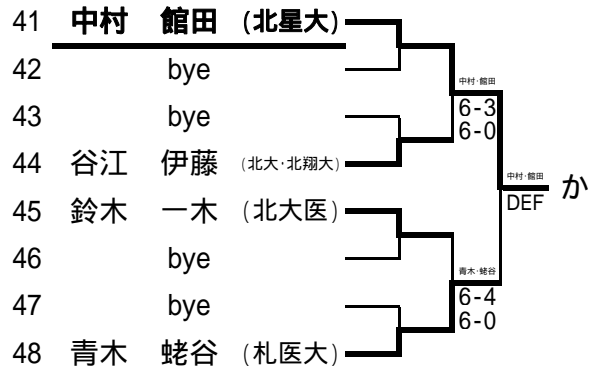 41 中村 館田 (北星大)
42 bye
中村・館田
43 bye
6-3
6-0
44 谷江 伊藤 (北大・北翔大)
中村・館田
DEF
か
45 鈴木 一木 (北大医)
46 bye
青木・蛯谷
47 bye
6-4
6-0
48 青木 蛯谷 (札医大)